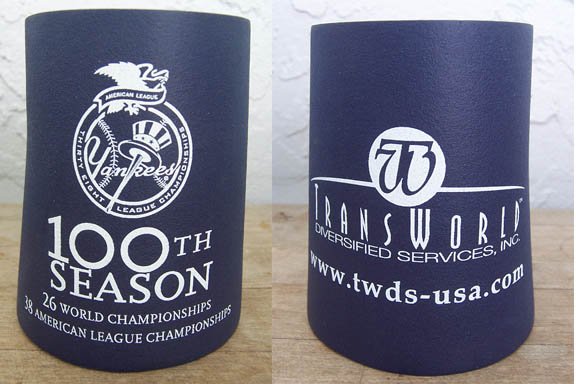 AMERICAN LEAGUE
Yankees
THIRTY EIGHT LEAGUE CHAMPIONSHIPS
100TH
SEASON
26 WORLD CHAMPIONSHIPS
38 AMERICAN LEAGUE CHAMPIONSHIPS
TW
TRANSWORLD™
DIVERSIFIED SERVICES, INC.
www.twds-usa.com